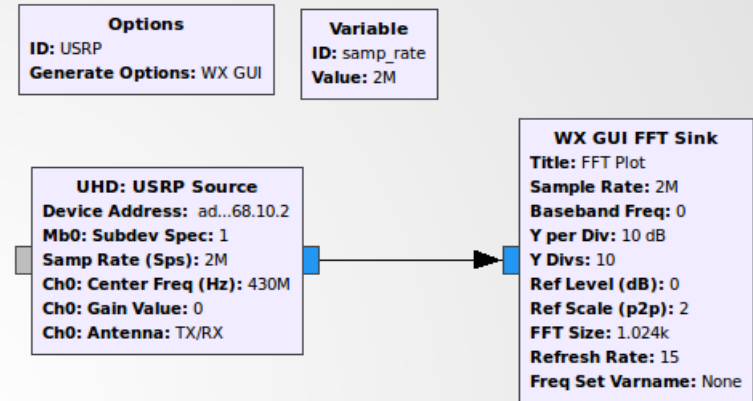 Options
ID: USRP
Generate Options: WX GUI
Variable
ID: samp_rate
Value: 2M
UHD: USRP Source
Device Address: ad...68.10.2
Mb0: Subdev Spec: 1
Samp Rate (Sps): 2M
Ch0: Center Freq (Hz): 430M
Ch0: Gain Value: 0
Ch0: Antenna: TX/RX
WX GUI FFT Sink
Title: FFT Plot
Sample Rate: 2M
Baseband Freq: 0
Y per Div: 10 dB
Y Divs: 10
Ref Level (dB): 0
Ref Scale (p2p): 2
FFT Size: 1.024k
Refresh Rate: 15
Freq Set Varname: None